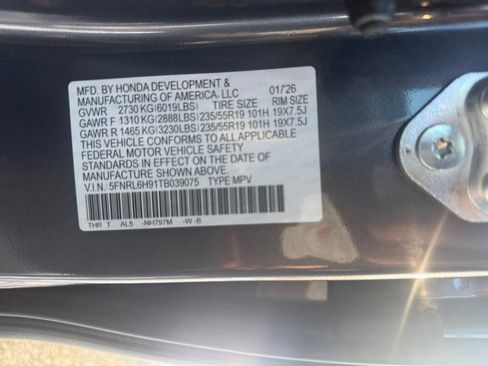 MFD. BY HONDA DEVELOPMENT &
MANUFACTURING OF AMERICA, LLC 01/26
GVWR 2730 KG(6019LBS) TIRE SIZE RIM SIZE
GAWR F 1310 KG(2888LBS) 235/55R19 101H 19X7.5J
GAWR R 1465 KG(3230LBS) 235/55R19 101H 19X7.5J
THIS VEHICLE CONFORMS TO ALL APPLICABLE
FEDERAL MOTOR VEHICLE SAFETY
STANDARDS IN EFFECT ON THE DATE OF
MANUFACTURE SHOWN ABOVE.
V.I.N.: 5FNRL6H91TB039075 TYPE MPV
THR T AL5 -NH797M -W -B